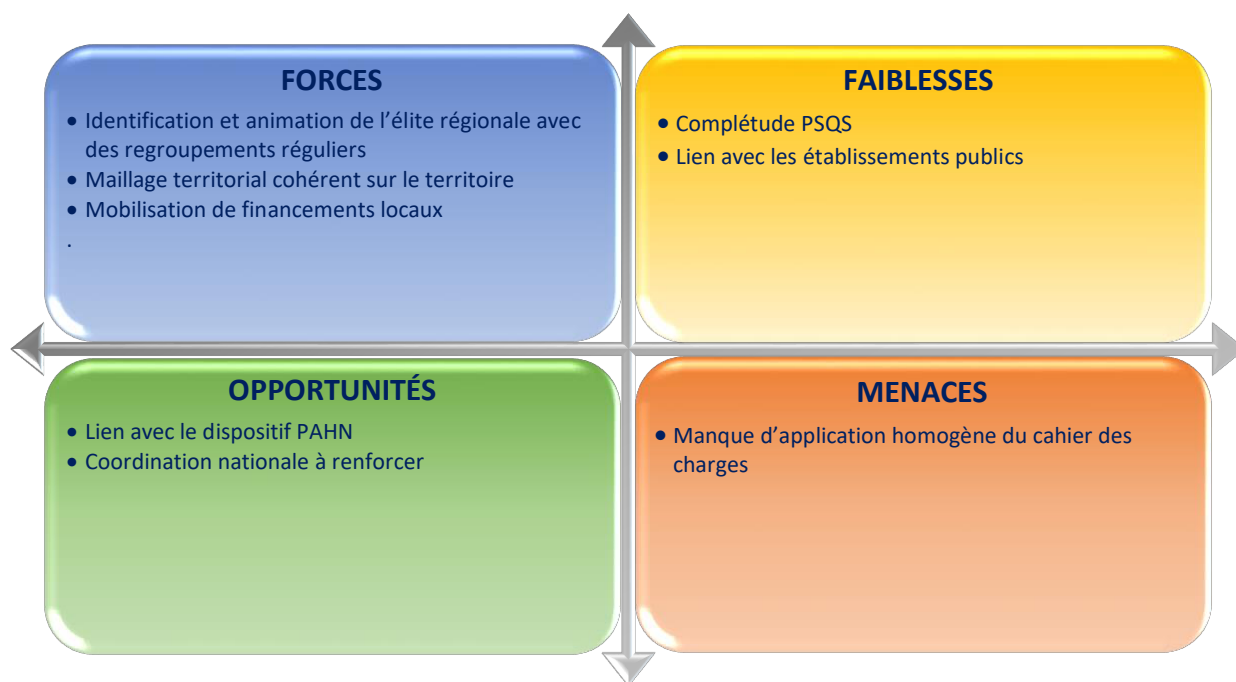 FORCES
• Identification et animation de l’élite régionale avec
des regroupements réguliers
• Maillage territorial cohérent sur le territoire
• Mobilisation de financements locaux
.
FAIBLESSES
• Complétude PSQS
• Lien avec les établissements publics
OPPORTUNITÉS
• Lien avec le dispositif PAHN
• Coordination nationale à renforcer
MENACES
• Manque d’application homogène du cahier des
charges